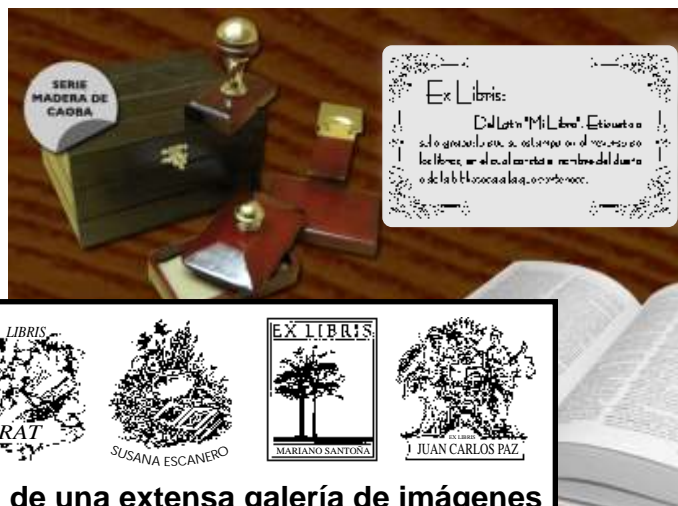 SERIE
MADERA DE
CAOBA
Ex Libris:
Del Latín "Mi Libro". Etiqueta o
sello grabado que se estampa en el reverso de
los libros, en el cual consta el nombre del dueño
o de la biblioteca a la que pertenece.
LIBRIS
RAT
SUSANA ESCANERO
EX LIBRIS
MARIANO SANTOÑA
EX LIBRIS
JUAN CARLOS PAZ
de una extensa galería de imágenes